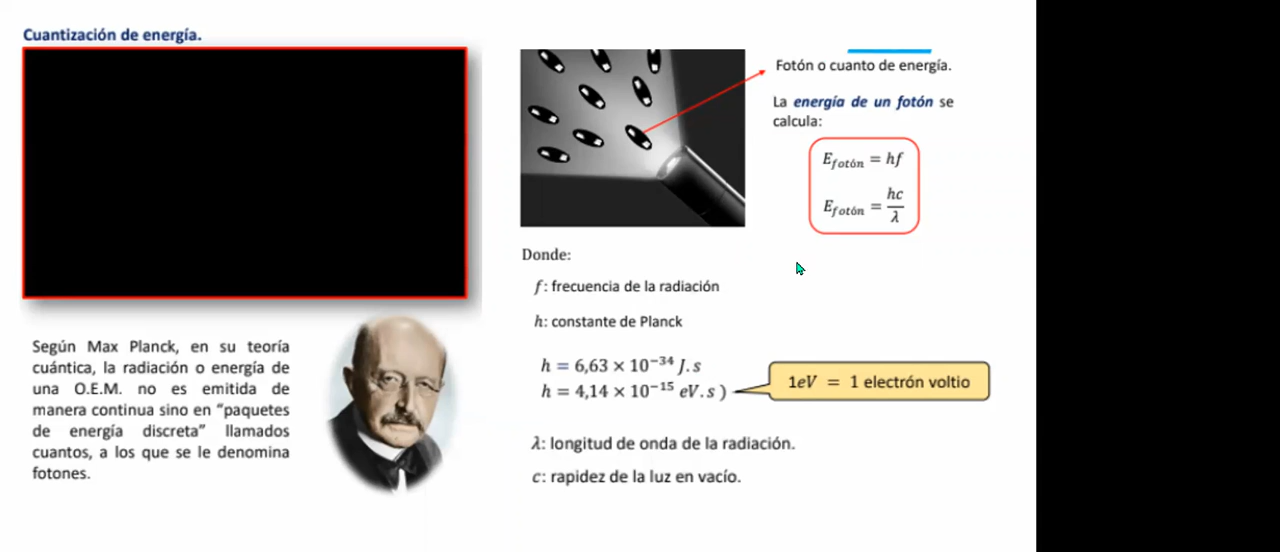 Cuantización de energía.
Fotón o cuanto de energía.
La energía de un fotón se
calcula:
E_fotón = hf
E_fotón = hc/λ
Donde:
f: frecuencia de la radiación
h: constante de Planck
h = 6,63 × 10⁻³⁴ J.s
h = 4,14 × 10⁻¹⁵ eV.s )
1eV = 1 electrón voltio
λ: longitud de onda de la radiación.
c: rapidez de la luz en vacío.
Según Max Planck, en su teoría
cuántica, la radiación o energía de
una O.E.M. no es emitida de
manera continua sino en “paquetes
de energía discreta” llamados
cuantos, a los que se le denomina
fotones.